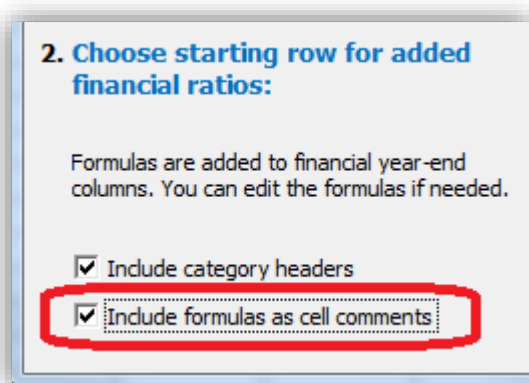 2. Choose starting row for added
financial ratios:
Formulas are added to financial year-end
columns. You can edit the formulas if needed.
Include category headers
Include formulas as cell comments